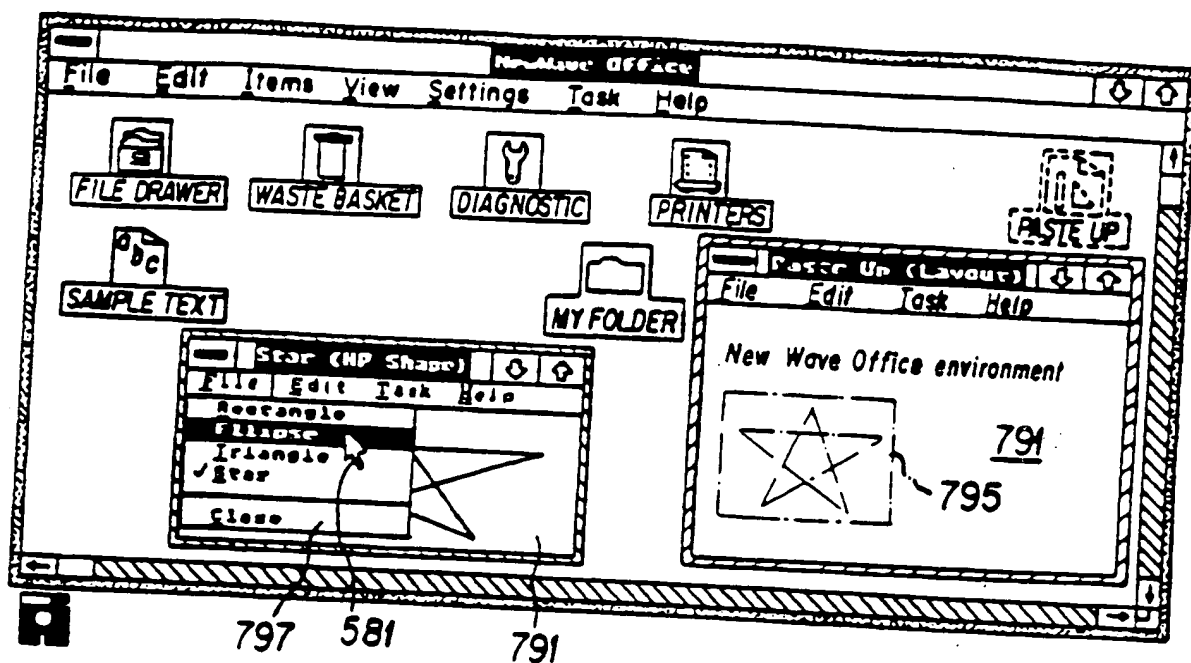 NewWave Office
File Edit Items View Settings Task Help
FILE DRAWER
WASTE BASKET
DIAGNOSTIC
PRINTERS
PASTE UP
abc
SAMPLE TEXT
MY FOLDER
Paste Up (Layout)
File Edit Task Help
New Wave Office environment
791
795
Star (HP Shape)
File Edit Task Help
Rectangle
Ellipse
Triangle
✓Star
Close
797
581
791